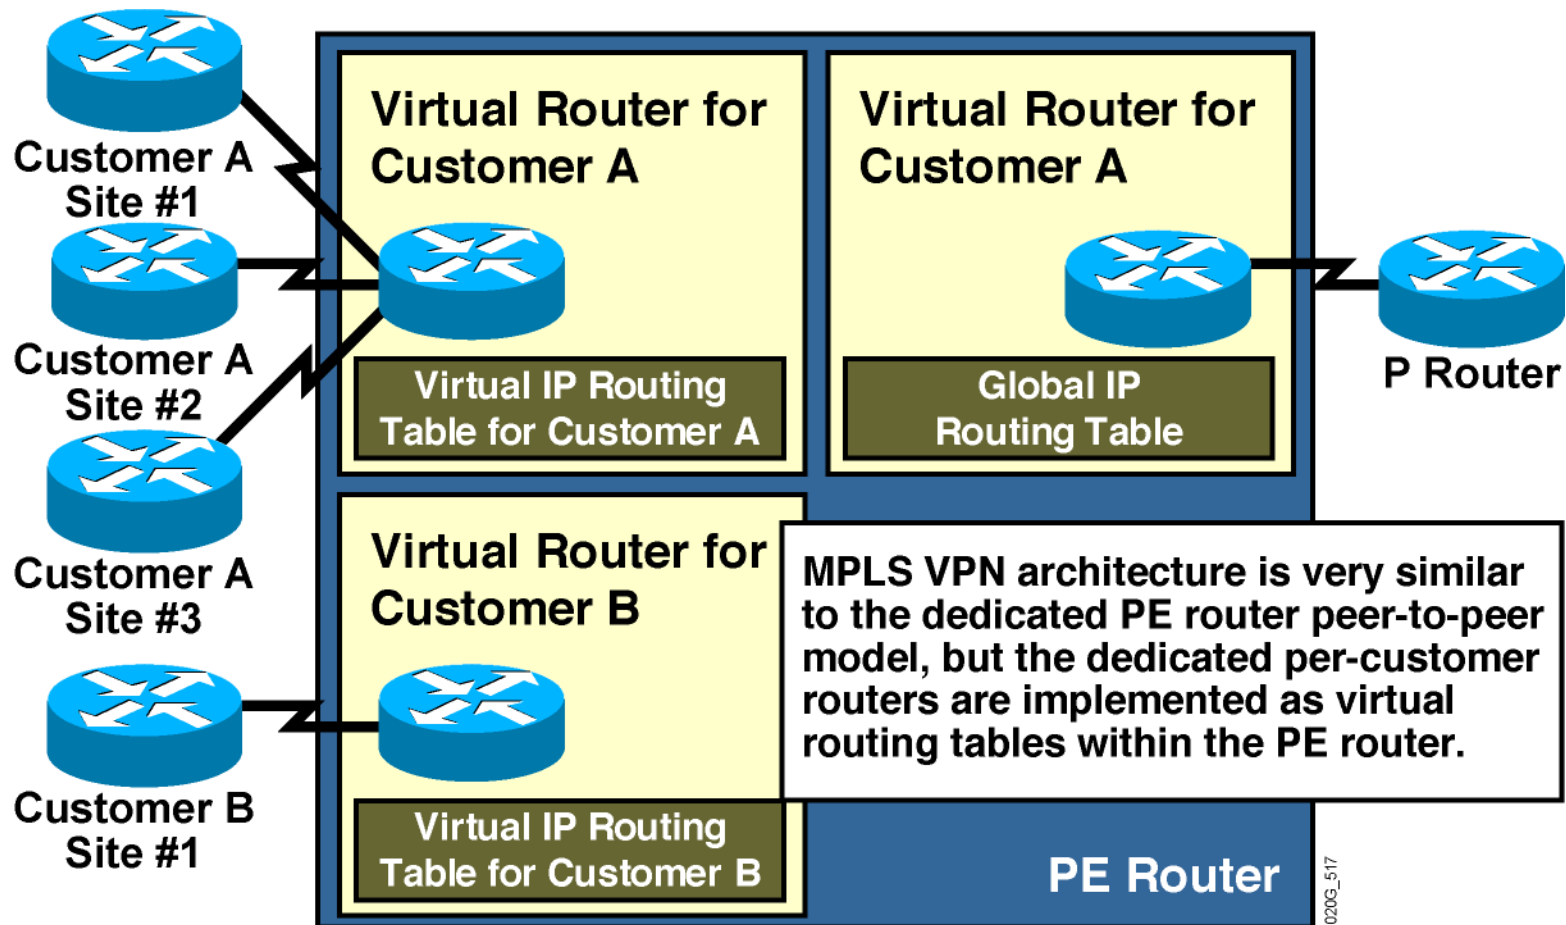 Customer A
Site #1
Customer A
Site #2
Customer A
Site #3
Customer B
Site #1
Virtual Router for
Customer A
Virtual IP Routing
Table for Customer A
Virtual Router for
Customer A
Global IP
Routing Table
P Router
Virtual Router for
Customer B
Virtual IP Routing
Table for Customer B
MPLS VPN architecture is very similar
to the dedicated PE router peer-to-peer
model, but the dedicated per-customer
routers are implemented as virtual
routing tables within the PE router.
PE Router
020G_517